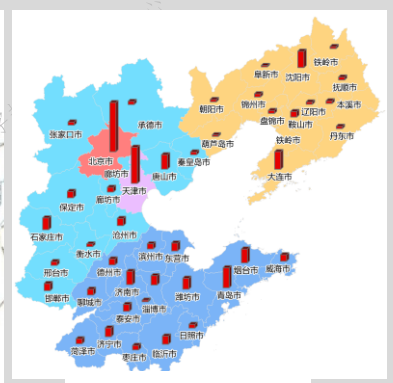 铁岭市
阜新市
沈阳市
抚顺市
朝阳市
锦州市
辽阳市
本溪市
盘锦市
鞍山市
丹东市
葫芦岛市
铁岭市
大连市
承德市
张家口市
北京市
廊坊市
天津市
唐山市
秦皇岛市
保定市
廊坊市
石家庄市
沧州市
衡水市
邢台市
邯郸市
德州市
滨州市
东营市
烟台市
威海市
聊城市
济南市
潍坊市
青岛市
泰安市
淄博市
日照市
菏泽市
济宁市
枣庄市
临沂市